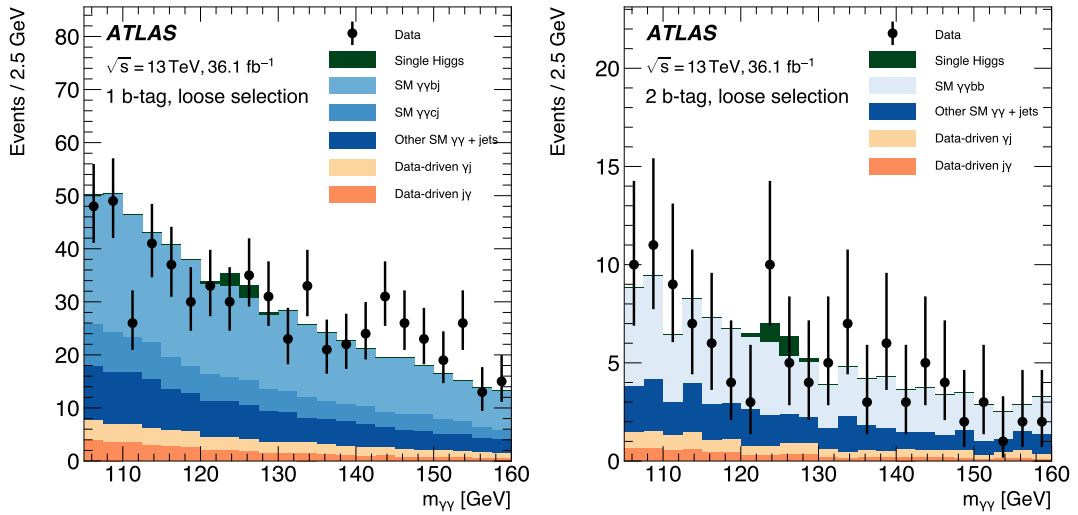 Events / 2.5 GeV
80
70
60
50
40
30
20
10
0
110
120
130
140
150
160
mγγ [GeV]
ATLAS
√s = 13 TeV, 36.1 fb⁻¹
1 b-tag, loose selection
Data
Single Higgs
SM γγbj
SM γγcj
Other SM γγ + jets
Data-driven γj
Data-driven jγ
Events / 2.5 GeV
20
15
10
5
0
110
120
130
140
150
160
mγγ [GeV]
ATLAS
√s = 13 TeV, 36.1 fb⁻¹
2 b-tag, loose selection
Data
Single Higgs
SM γγbb
Other SM γγ + jets
Data-driven γj
Data-driven jγ